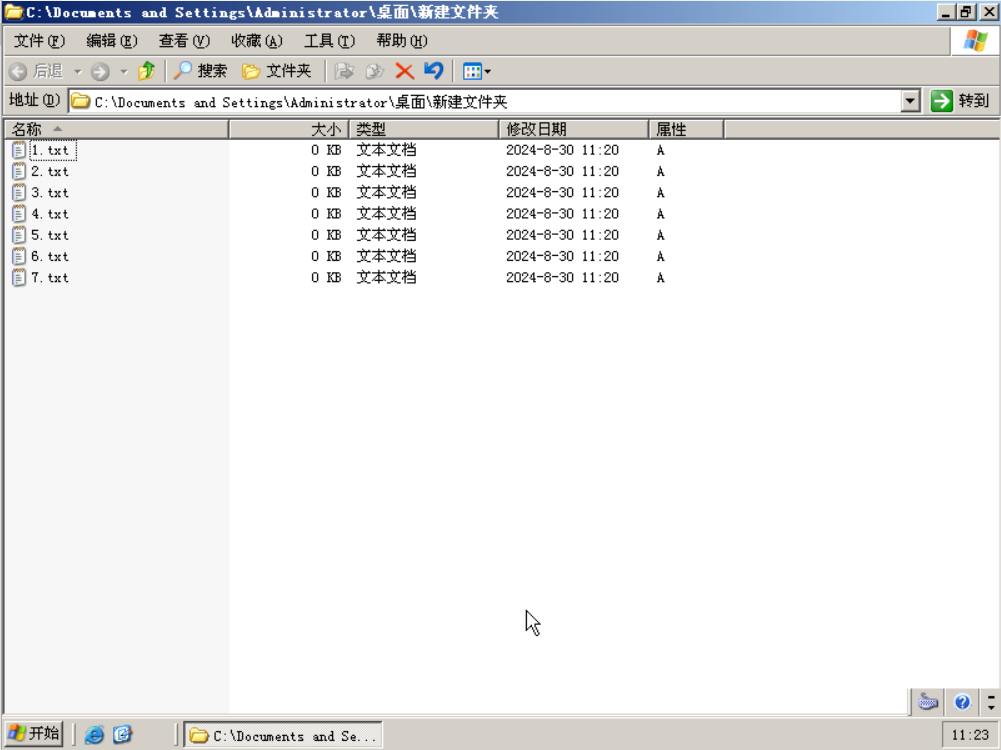 C:\Documents and Settings\Administrator\桌面\新建文件夹
文件(F) 编辑(E) 查看(V) 收藏(A) 工具(T) 帮助(H)
后退 搜索 文件夹
地址(D) C:\Documents and Settings\Administrator\桌面\新建文件夹 转到
名称 大小 类型 修改日期 属性
1.txt 0 KB 文本文档 2024-8-30 11:20 A
2.txt 0 KB 文本文档 2024-8-30 11:20 A
3.txt 0 KB 文本文档 2024-8-30 11:20 A
4.txt 0 KB 文本文档 2024-8-30 11:20 A
5.txt 0 KB 文本文档 2024-8-30 11:20 A
6.txt 0 KB 文本文档 2024-8-30 11:20 A
7.txt 0 KB 文本文档 2024-8-30 11:20 A
开始 C:\Documents and Se... 11:23